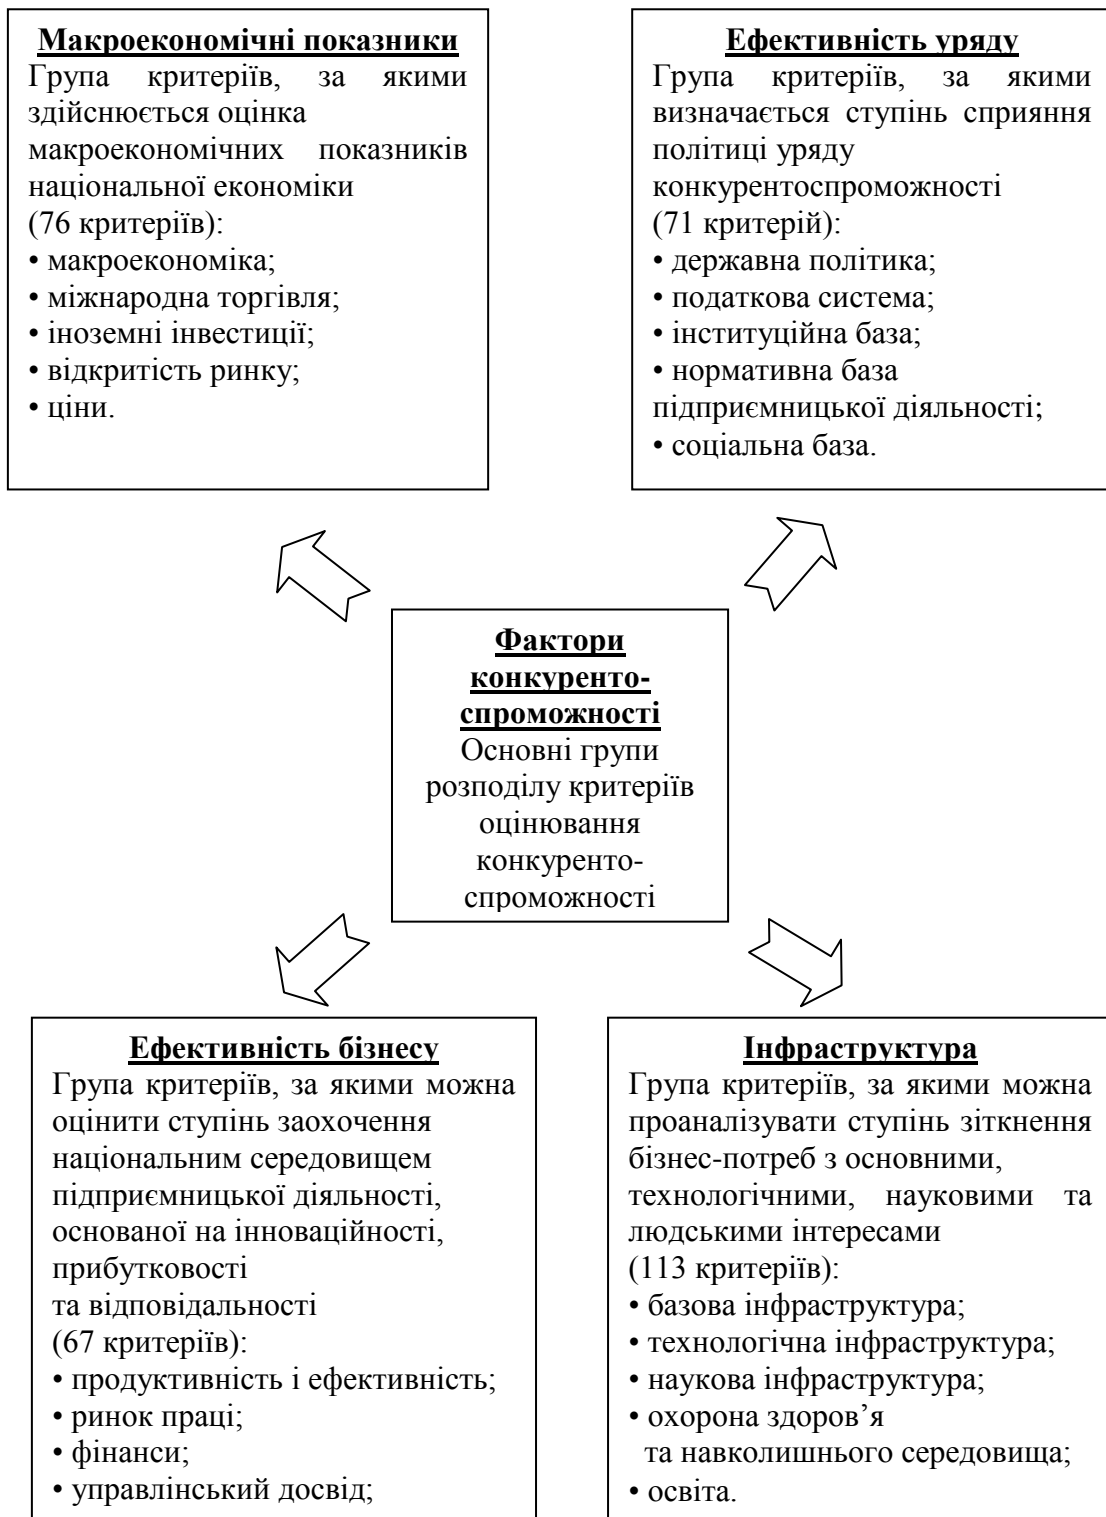 Макроекономічні показники
Група критеріїв, за якими
здійснюється оцінка
макроекономічних показників
національної економіки
(76 критеріїв):
• макроекономіка;
• міжнародна торгівля;
• іноземні інвестиції;
• відкритість ринку;
• ціни.
Ефективність уряду
Група критеріїв, за якими
визначається ступінь сприяння
політиці уряду
конкурентоспроможності
(71 критерій):
• державна політика;
• податкова система;
• інституційна база;
• нормативна база
підприємницької діяльності;
• соціальна база.
Фактори
конкуренто-
спроможності
Основні групи
розподілу критеріїв
оцінювання
конкуренто-
спроможності
Ефективність бізнесу
Група критеріїв, за якими можна
оцінити ступінь заохочення
національним середовищем
підприємницької діяльності,
основаної на інноваційності,
прибутковості
та відповідальності
(67 критеріїв):
• продуктивність і ефективність;
• ринок праці;
• фінанси;
• управлінський досвід;
Інфраструктура
Група критеріїв, за якими можна
проаналізувати ступінь зіткнення
бізнес-потреб з основними,
технологічними, науковими та
людськими інтересами
(113 критеріїв):
• базова інфраструктура;
• технологічна інфраструктура;
• наукова інфраструктура;
• охорона здоров’я
та навколишнього середовища;
• освіта.